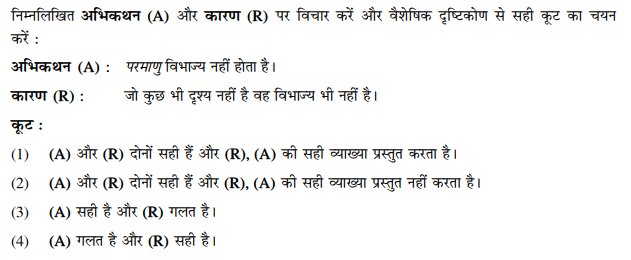 निम्नलिखित अभिकथन (A) और कारण (R) पर विचार करें और वैशेषिक दृष्टिकोण से सही कूट का चयन
करें :
अभिकथन (A) : परमाणु विभाज्य नहीं होता है।
कारण (R) : जो कुछ भी दृश्य नहीं है वह विभाज्य भी नहीं है।
कूट :
(1) (A) और (R) दोनों सही हैं और (R), (A) की सही व्याख्या प्रस्तुत करता है।
(2) (A) और (R) दोनों सही हैं और (R), (A) की सही व्याख्या प्रस्तुत नहीं करता है।
(3) (A) सही है और (R) गलत है।
(4) (A) गलत है और (R) सही है।